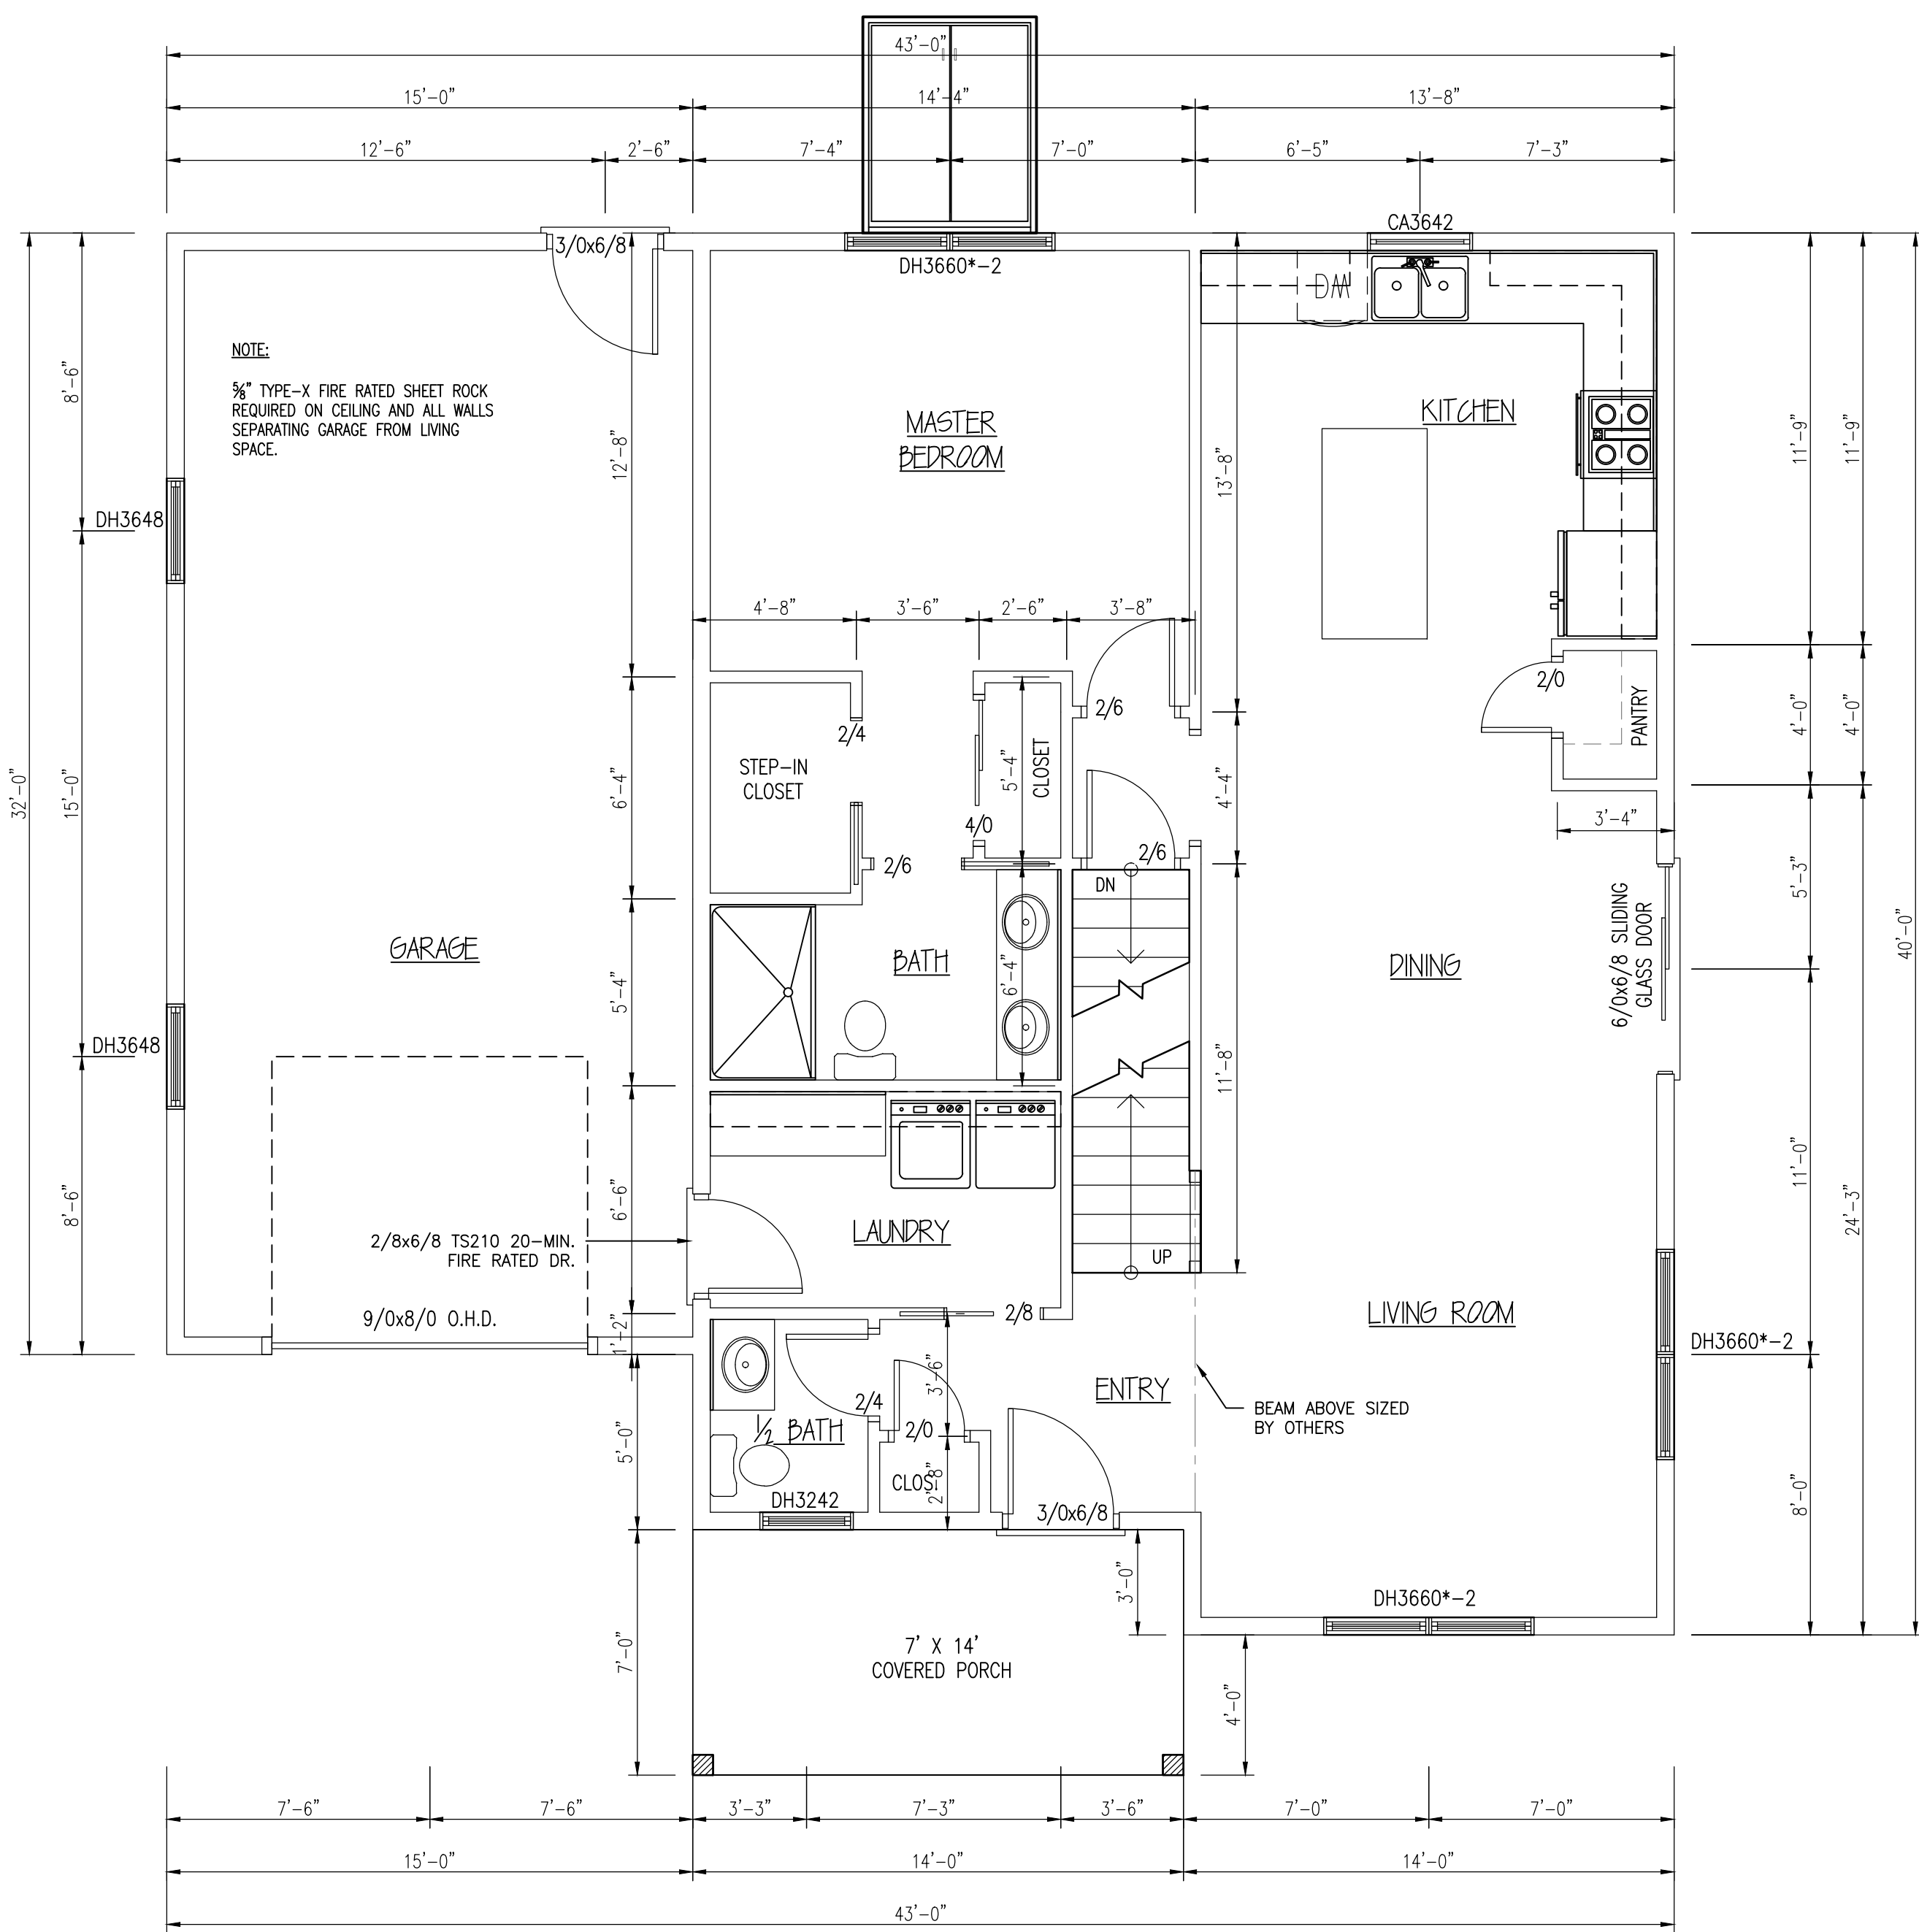 43'-0"
15'-0" 14'-4" 13'-8"
12'-6" 2'-6" 7'-4" 7'-0" 6'-5" 7'-3"
CA3642
3/0x6/8
DH3660*-2
DW
NOTE:
⅝" TYPE-X FIRE RATED SHEET ROCK
REQUIRED ON CEILING AND ALL WALLS
SEPARATING GARAGE FROM LIVING
SPACE.
8'-6"
MASTER
BEDROOM
KITCHEN
12'-8"
13'-8"
11'-9"
11'-9"
DH3648
4'-8" 3'-6" 2'-6" 3'-8"
2/4
2/6
2/0
PANTRY
4'-0"
4'-0"
STEP-IN
CLOSET
5'-4"
CLOSET
32'-0"
15'-0"
6'-4"
4'-4"
4/0
3'-4"
2/6
2/6
DN
5'-3"
6/0x6/8 SLIDING
GLASS DOOR
40'-0"
GARAGE
BATH
6'-4"
DINING
5'-4"
DH3648
11'-8"
11'-0"
8'-6"
6'-6"
24'-3"
LAUNDRY
2/8x6/8 TS210 20-MIN.
FIRE RATED DR.
UP
9/0x8/0 O.H.D.
2/8
LIVING ROOM
1'-2"
DH3660*-2
3'-6"
ENTRY
2/4
BEAM ABOVE SIZED
BY OTHERS
½ BATH
2/0
5'-0"
CLOS.
2'-8"
DH3242
3/0x6/8
8'-0"
3'-0"
DH3660*-2
7' X 14'
COVERED PORCH
7'-0"
4'-0"
7'-6" 7'-6" 3'-3" 7'-3" 3'-6" 7'-0" 7'-0"
15'-0" 14'-0" 14'-0"
43'-0"